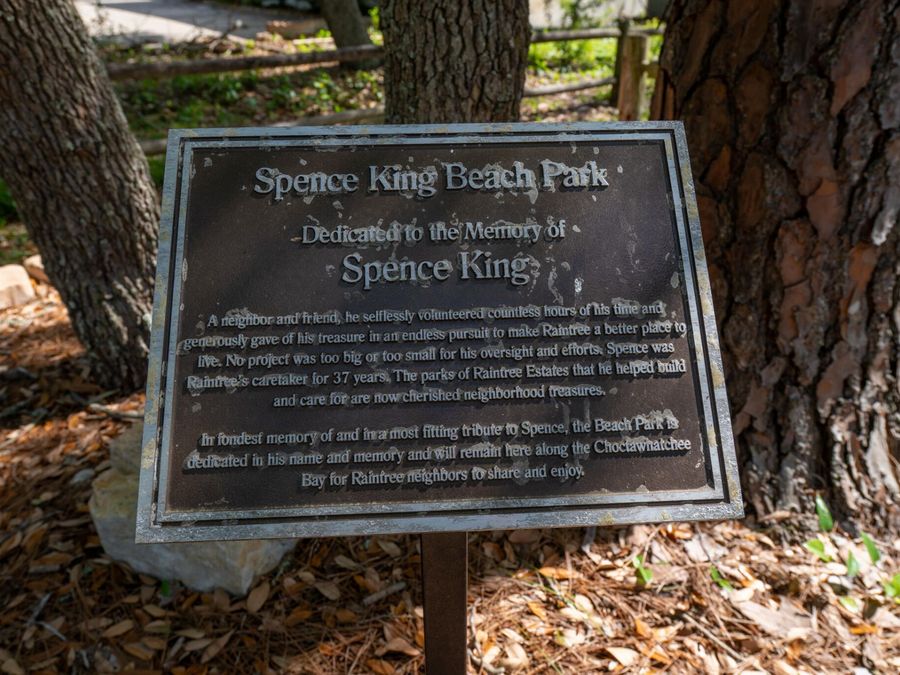 Spence King Beach Park
Dedicated to the Memory of
Spence King
A neighbor and friend, he selflessly volunteered countless hours of his time and
generously gave of his treasure in an endless pursuit to make Raintree a better place to
live. No project was too big or too small for his oversight and efforts. Spence was
Raintree's caretaker for 37 years. The parks of Raintree Estates that he helped build
and care for are now cherished neighborhood treasures.
In fondest memory of and in a most fitting tribute to Spence, the Beach Park is
dedicated in his name and memory and will remain here along the Choctawhatchee
Bay for Raintree neighbors to share and enjoy.